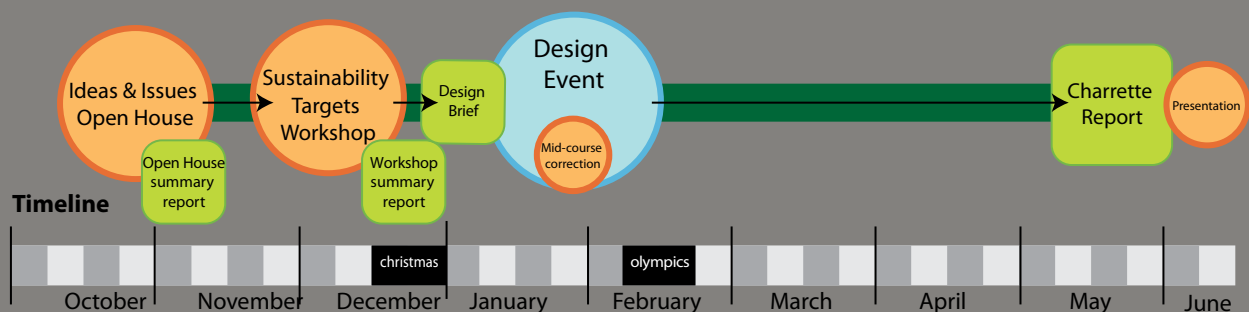 Ideas & Issues
Open House
Open House
summary
report
Sustainability
Targets
Workshop
Workshop
summary
report
Design
Brief
Design
Event
Mid-course
correction
Charrette
Report
Presentation
Timeline
christmas
olympics
October
November
December
January
February
March
April
May
June